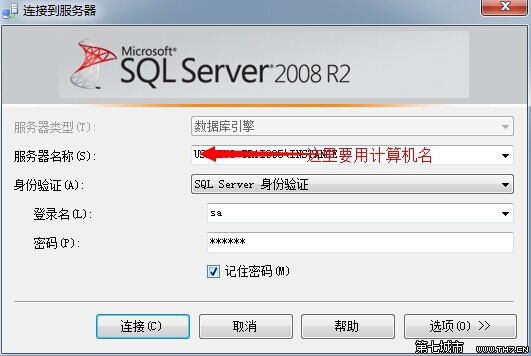 连接到服务器
Microsoft®
SQL Server® 2008 R2
服务器类型(T):
数据库引擎
服务器名称(S):
这里要用计算机名
身份验证(A):
SQL Server 身份验证
登录名(L):
sa
密码(P):
******
记住密码(M)
连接(C)
取消
帮助
选项(O) >>
第七城市
WWW.TH7.CN